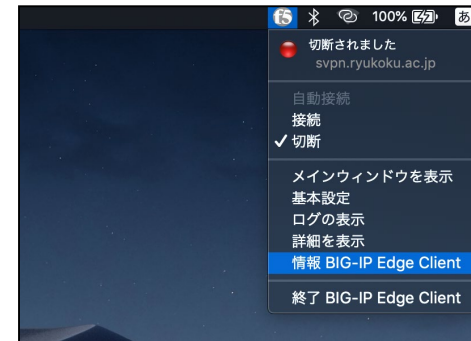 f5 100% あ
切断されました
svpn.ryukoku.ac.jp
自動接続
接続
✓ 切断
メインウィンドウを表示
基本設定
ログの表示
詳細を表示
情報 BIG-IP Edge Client
終了 BIG-IP Edge Client